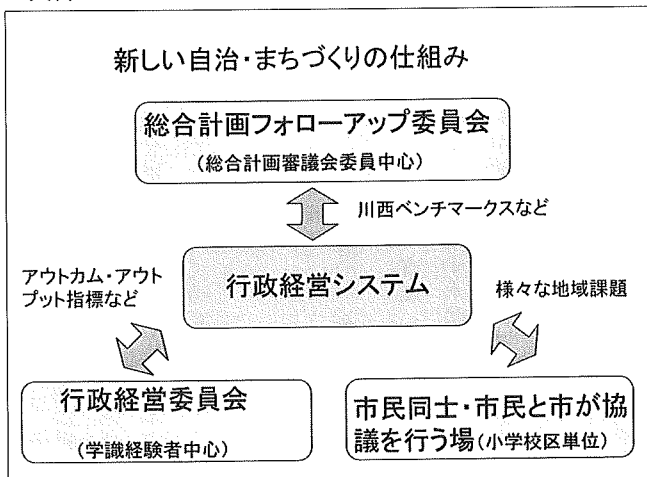 新しい自治・まちづくりの仕組み
総合計画フォローアップ委員会
(総合計画審議会委員中心)
川西ベンチマークスなど
行政経営システム
アウトカム・アウト
プット指標など
様々な地域課題
行政経営委員会
(学識経験者中心)
市民同士・市民と市が協
議を行う場(小学校区単位)